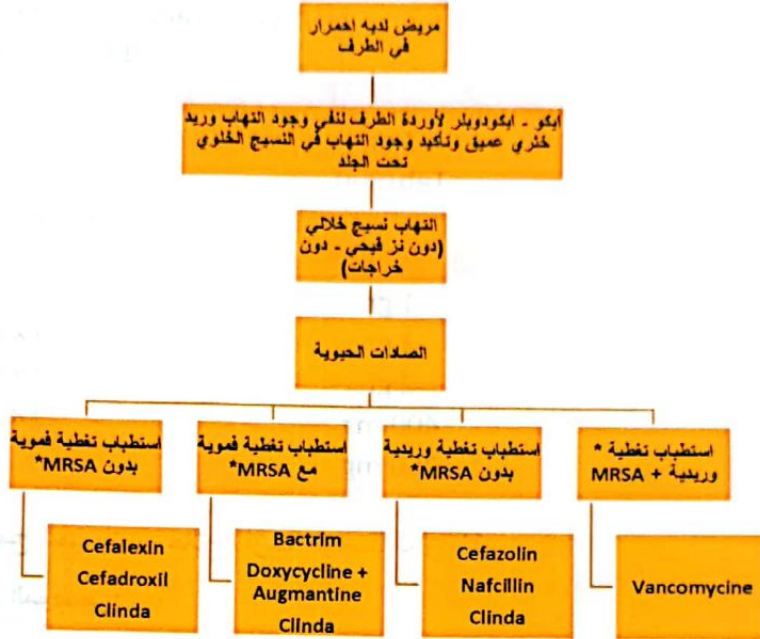 مريض لديه احمرار
في الطرف
ايكو - ايكودوبلر لأوردة الطرف لنفي وجود التهاب وريد
خثري عميق وتأكيد وجود التهاب في النسيج الخلوي
تحت الجلد
التهاب نسيج خلالي
(دون نز قيحي - دون
خراجات)
الصادات الحيوية
استطباب تغطية فموية
بدون MRSA*
استطباب تغطية فموية
مع MRSA*
استطباب تغطية وريدية
بدون MRSA*
استطباب تغطية *
وريدية + MRSA
Cefalexin
Cefadroxil
Clinda
Bactrim
Doxycycline +
Augmantine
Clinda
Cefazolin
Nafcillin
Clinda
Vancomycine